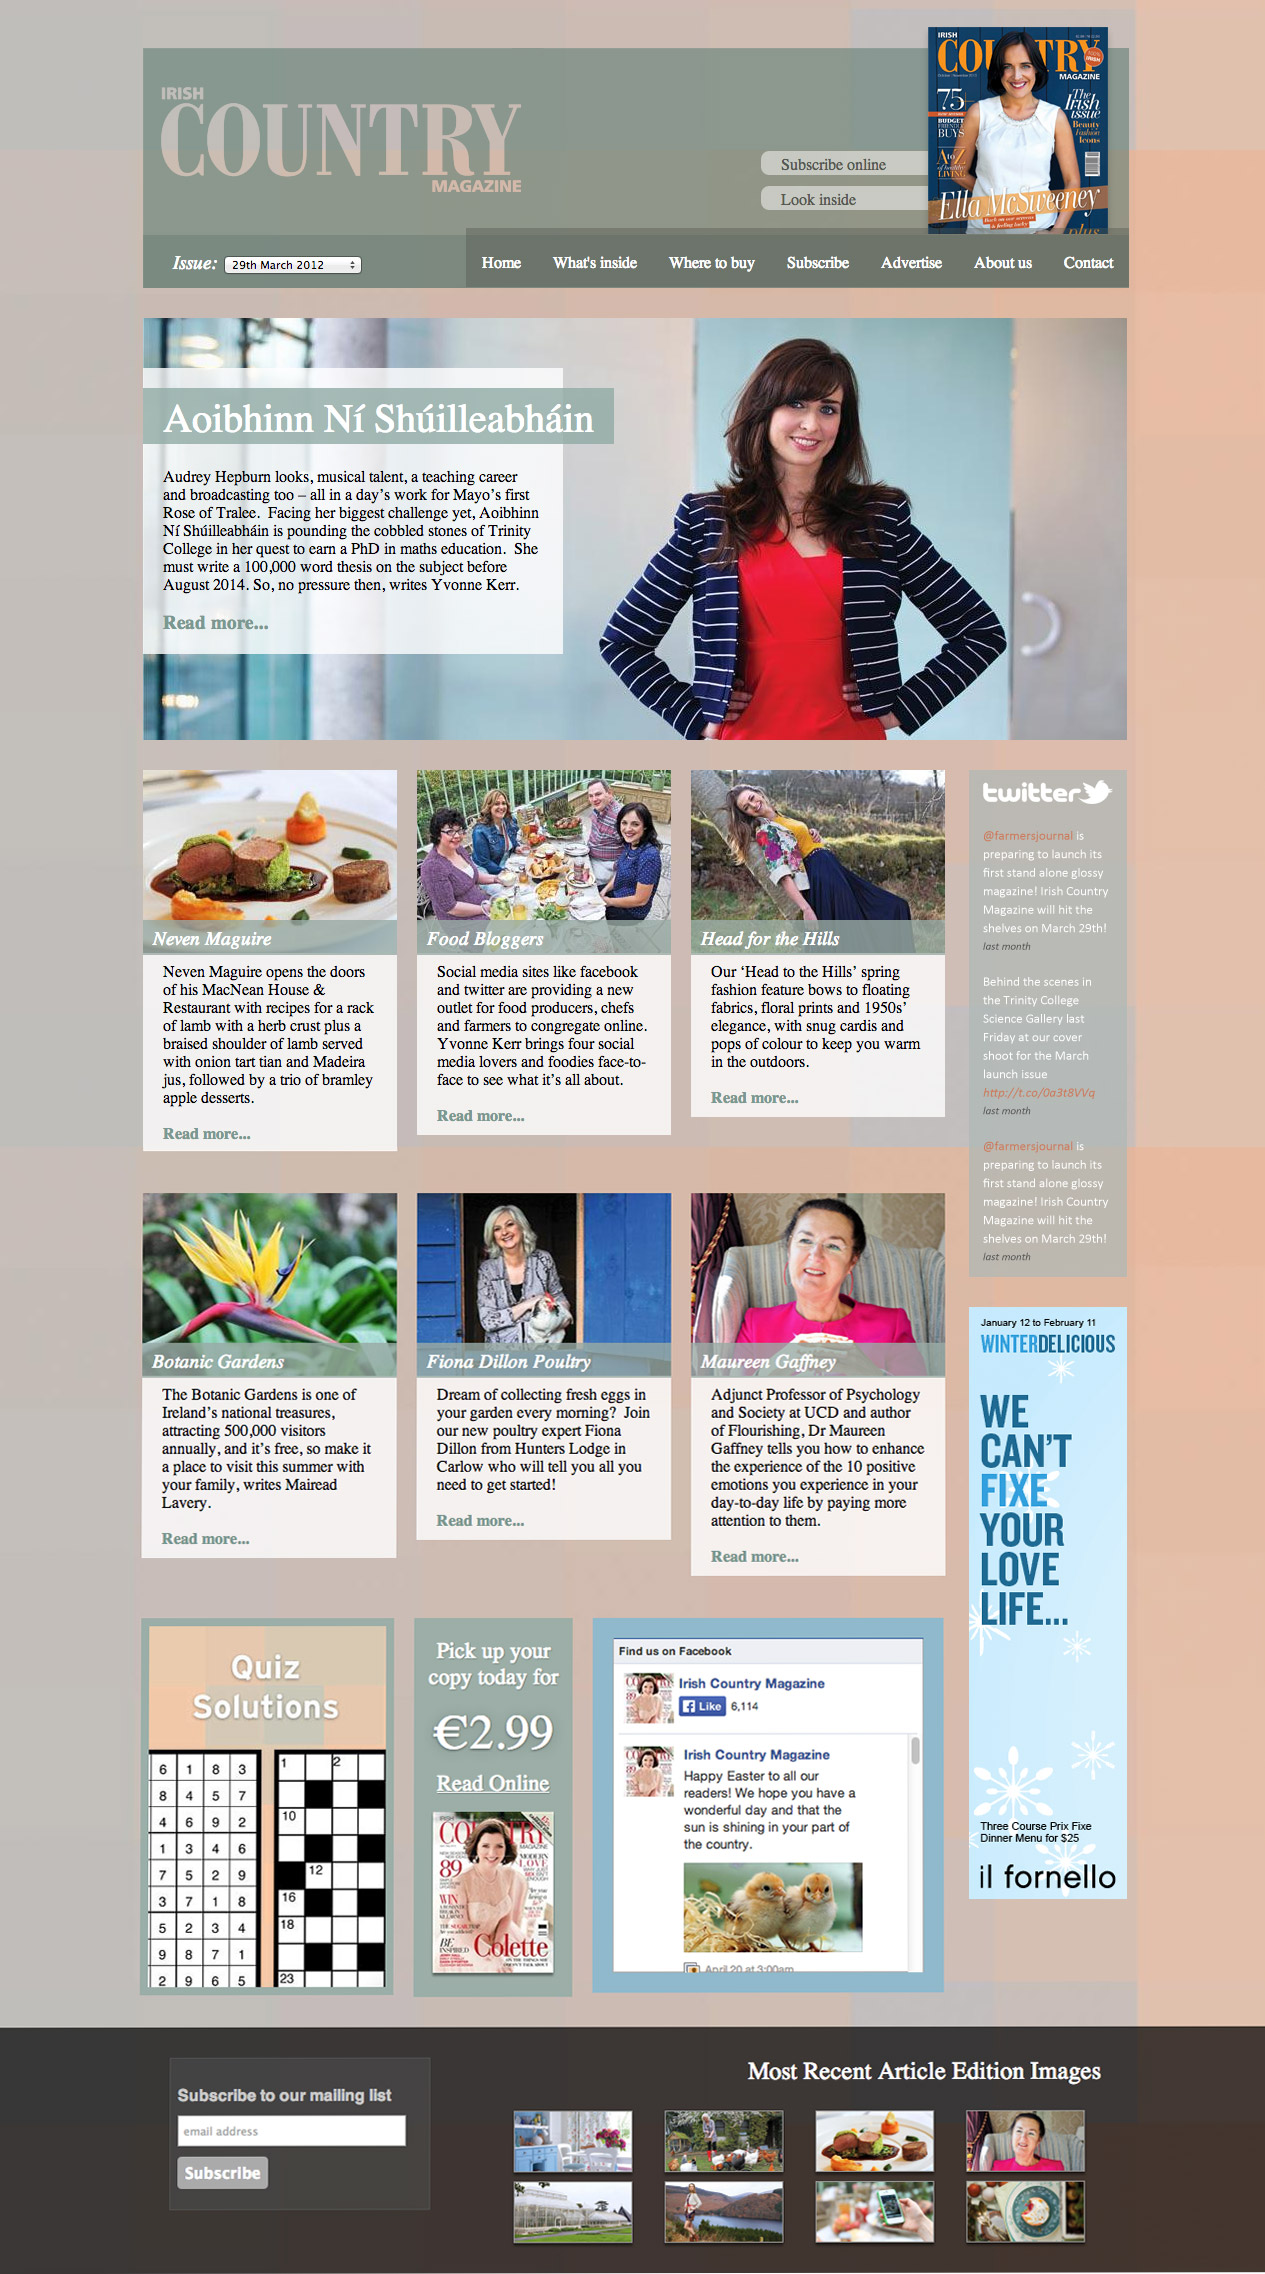 IRISH
COUNTRY
MAGAZINE
Subscribe online
Look inside
IRISH
COUNTRY
MAGAZINE
75
BUDGET
FRIENDLY
BUYS
A to Z
LIVING
The
Irish
issue
Beauty
Fashion
Icons
Ella McSweeney
plus
Issue: 29th March 2012
Home What's inside Where to buy Subscribe Advertise About us Contact
Aoibhinn Ní Shúilleabháin
Audrey Hepburn looks, musical talent, a teaching career
and broadcasting too – all in a day's work for Mayo's first
Rose of Tralee. Facing her biggest challenge yet, Aoibhinn
Ní Shúilleabháin is pounding the cobbled stones of Trinity
College in her quest to earn a PhD in maths education. She
must write a 100,000 word thesis on the subject before
August 2014. So, no pressure then, writes Yvonne Kerr.
Read more...
Neven Maguire
Neven Maguire opens the doors
of his MacNean House &
Restaurant with recipes for a rack
of lamb with a herb crust plus a
braised shoulder of lamb served
with onion tart tian and Madeira
jus, followed by a trio of bramley
apple desserts.
Read more...
Food Bloggers
Social media sites like facebook
and twitter are providing a new
outlet for food producers, chefs
and farmers to congregate online.
Yvonne Kerr brings four social
media lovers and foodies face-to-
face to see what it's all about.
Read more...
Head for the Hills
Our 'Head to the Hills' spring
fashion feature bows to floating
fabrics, floral prints and 1950s'
elegance, with snug cardis and
pops of colour to keep you warm
in the outdoors.
Read more...
twitter
@farmersjournal is
preparing to launch its
first stand alone glossy
magazine! Irish Country
Magazine will hit the
shelves on March 29th!
last month
Behind the scenes in
the Trinity College
Science Gallery last
Friday at our cover
shoot for the March
launch issue
http://t.co/0a3t8VVq
last month
@farmersjournal is
preparing to launch its
first stand alone glossy
magazine! Irish Country
Magazine will hit the
shelves on March 29th!
last month
Botanic Gardens
The Botanic Gardens is one of
Ireland's national treasures,
attracting 500,000 visitors
annually, and it's free, so make it
a place to visit this summer with
your family, writes Mairead
Lavery.
Read more...
Fiona Dillon Poultry
Dream of collecting fresh eggs in
your garden every morning? Join
our new poultry expert Fiona
Dillon from Hunters Lodge in
Carlow who will tell you all you
need to get started!
Read more...
Maureen Gaffney
Adjunct Professor of Psychology
and Society at UCD and author
of Flourishing, Dr Maureen
Gaffney tells you how to enhance
the experience of the 10 positive
emotions you experience in your
day-to-day life by paying more
attention to them.
Read more...
January 12 to February 11
WINTERDELICIOUS
WE
CAN'T
FIXE
YOUR
LOVE
LIFE...
Three Course Prix Fixe
Dinner Menu for $25
il fornello
Quiz
Solutions
6 1 8 3
8 4 5 7
4 6 9 2
1 3 4 6
7 5 2 9
3 7 1 8
5 2 3 4
9 8 7 1
2 9 6 5
1 2
10
12
16
18
23
Pick up your
copy today for
€2.99
Read Online
COUNTRY
MAGAZINE
89
MODERN
LOVE
WIN
BE
INSPIRED
Colette
Find us on Facebook
Irish Country Magazine
Like 6,114
Irish Country Magazine
Happy Easter to all our
readers! We hope you have a
wonderful day and that the
sun is shining in your part of
the country.
April 20 at 3:00am
Subscribe to our mailing list
email address
Subscribe
Most Recent Article Edition Images